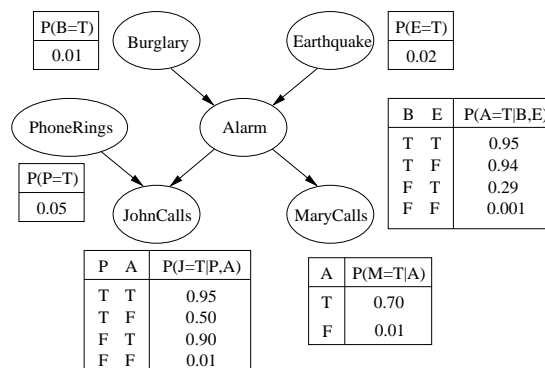 P(B=T)
0.01
Burglary
Earthquake
P(E=T)
0.02
PhoneRings
Alarm
P(P=T)
0.05
JohnCalls
MaryCalls
B E P(A=T|B,E)
T T 0.95
T F 0.94
F T 0.29
F F 0.001
P A P(J=T|P,A)
T T 0.95
T F 0.50
F T 0.90
F F 0.01
A P(M=T|A)
T 0.70
F 0.01